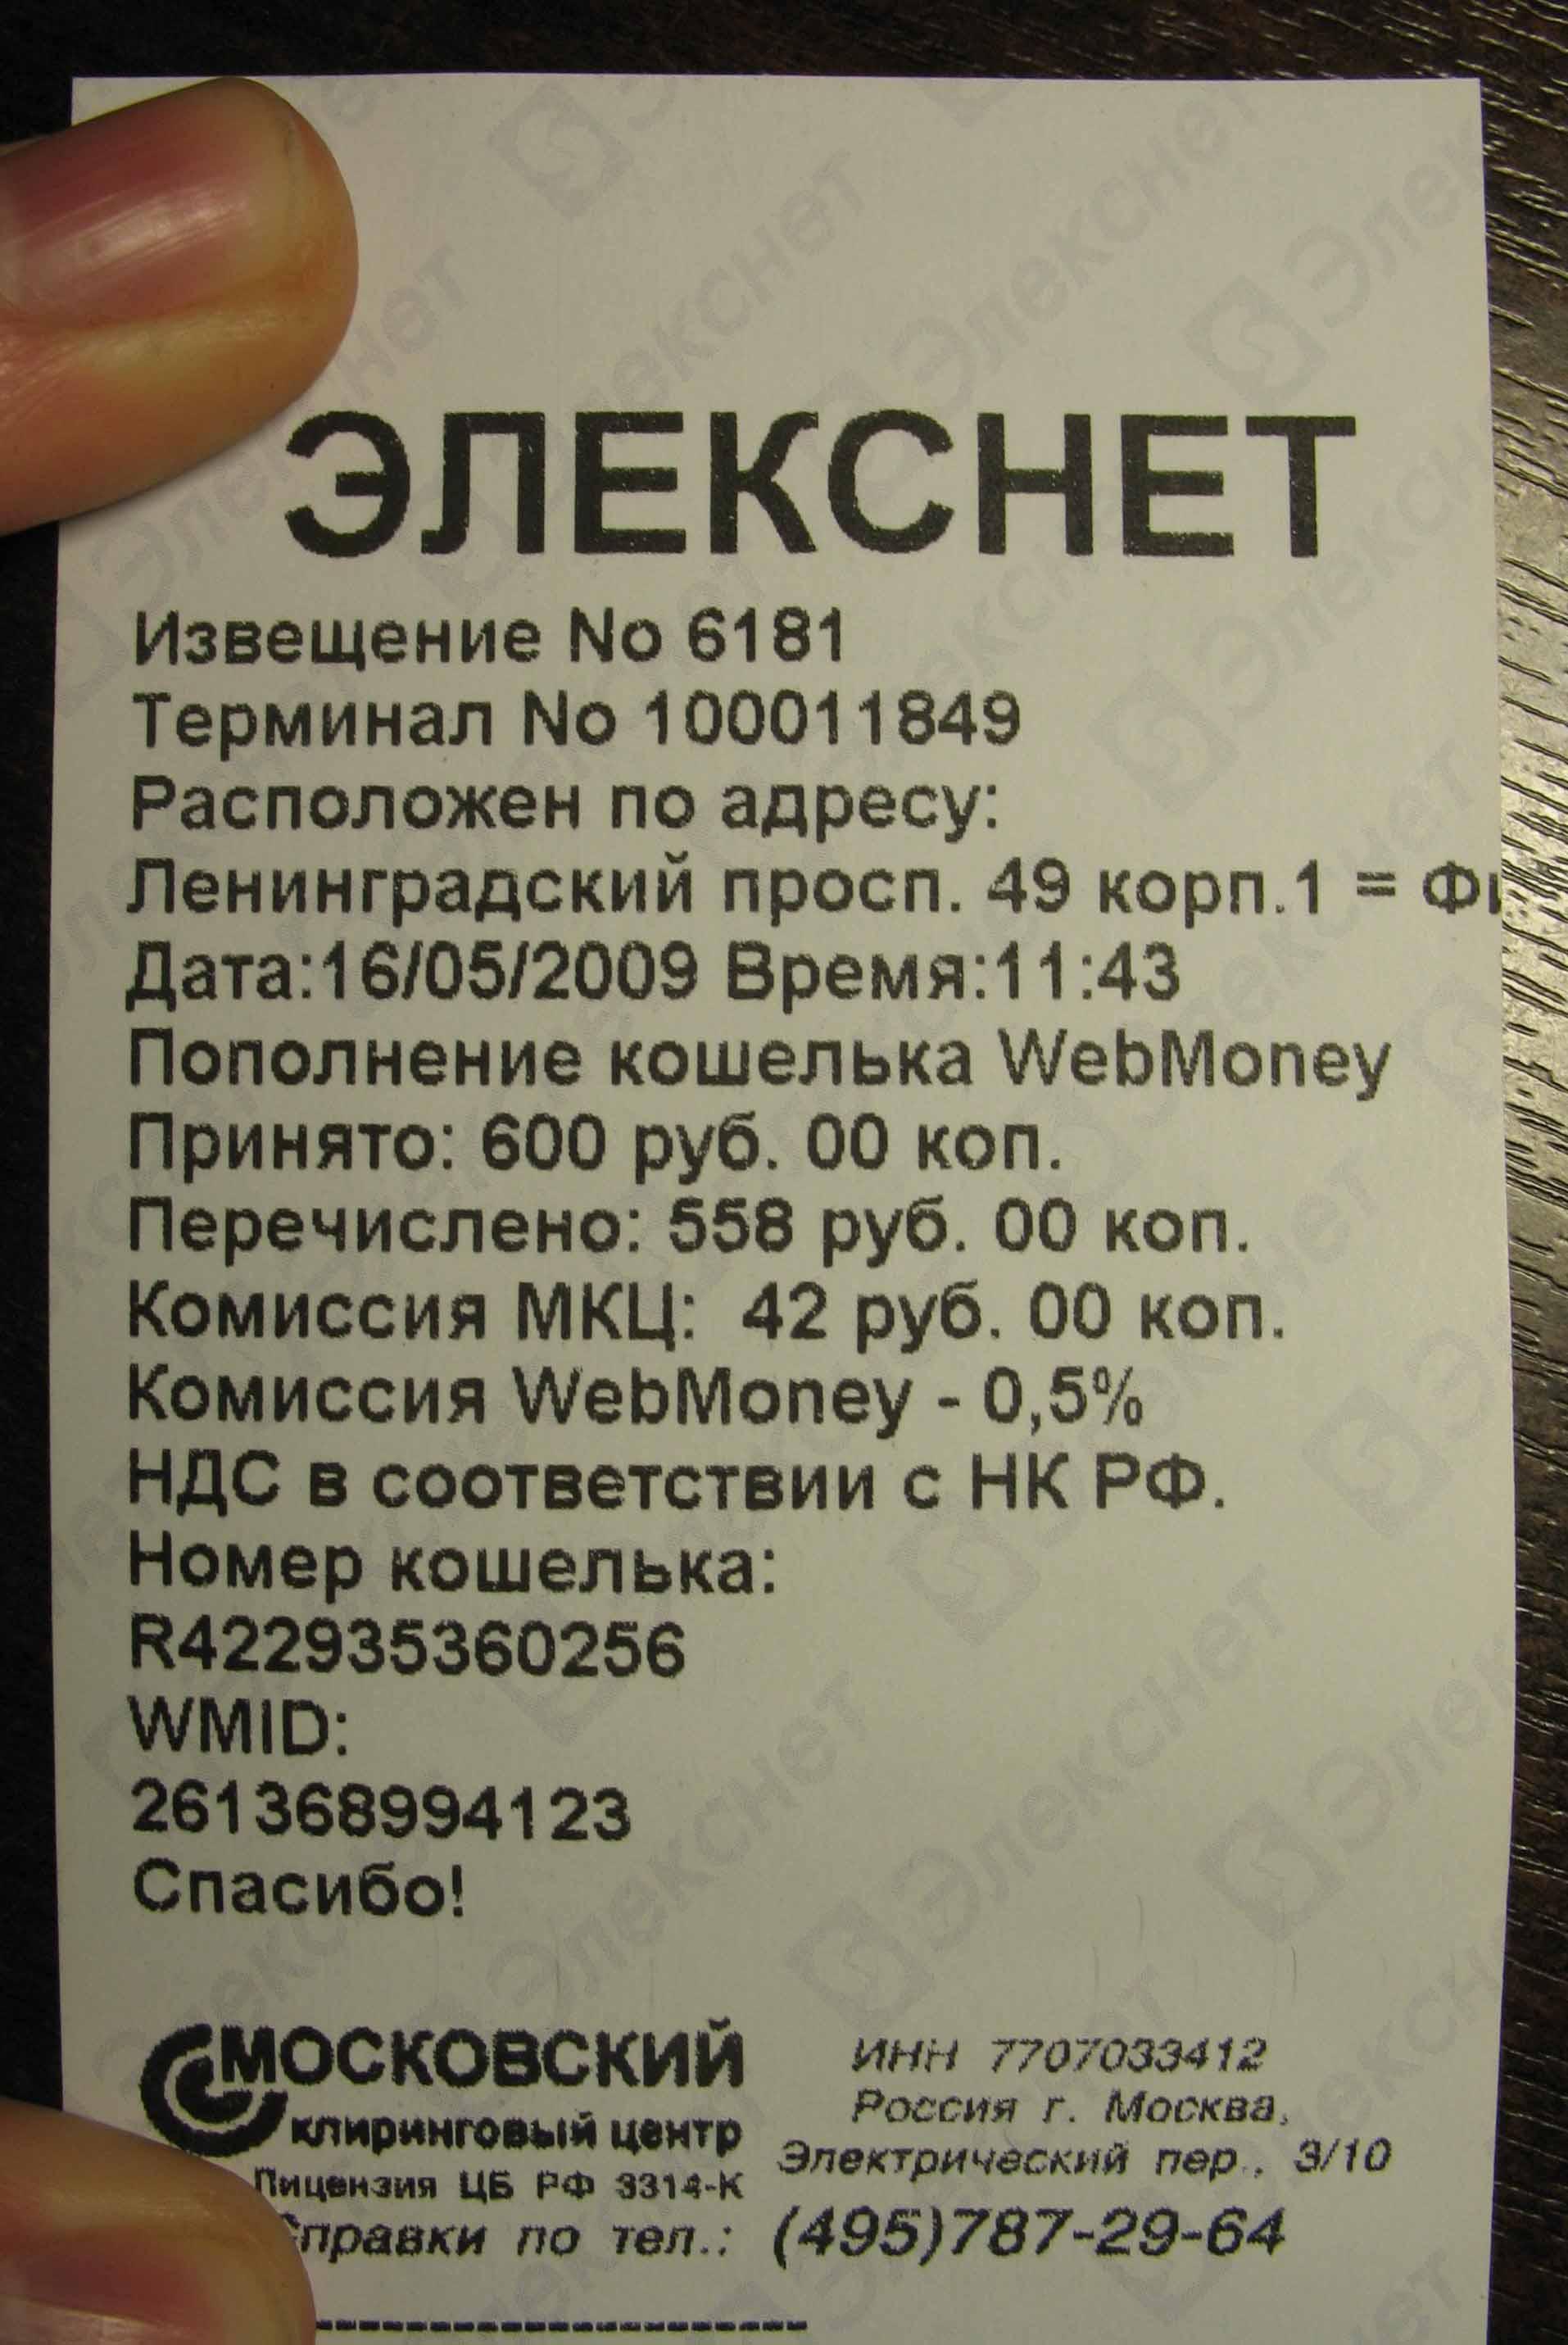 ЭЛЕКСНЕТ
Извещение No 6181
Терминал No 100011849
Расположен по адресу:
Ленинградский просп. 49 корп.1 =
Дата:16/05/2009 Время:11:43
Пополнение кошелька WebMoney
Принято: 600 руб. 00 коп.
Перечислено: 558 руб. 00 коп.
Комиссия МКЦ: 42 руб. 00 коп.
Комиссия WebMoney - 0,5%
НДС в соответствии с НК РФ.
Номер кошелька:
R422935360256
WMID:
261368994123
Спасибо!
МОСКОВСКИЙ
клиринговый центр
Лицензия ЦБ РФ 3314-К
ИНН 7707033412
Россия г. Москва,
Электрический пер., 3/10
Справки по тел.: (495)787-29-64